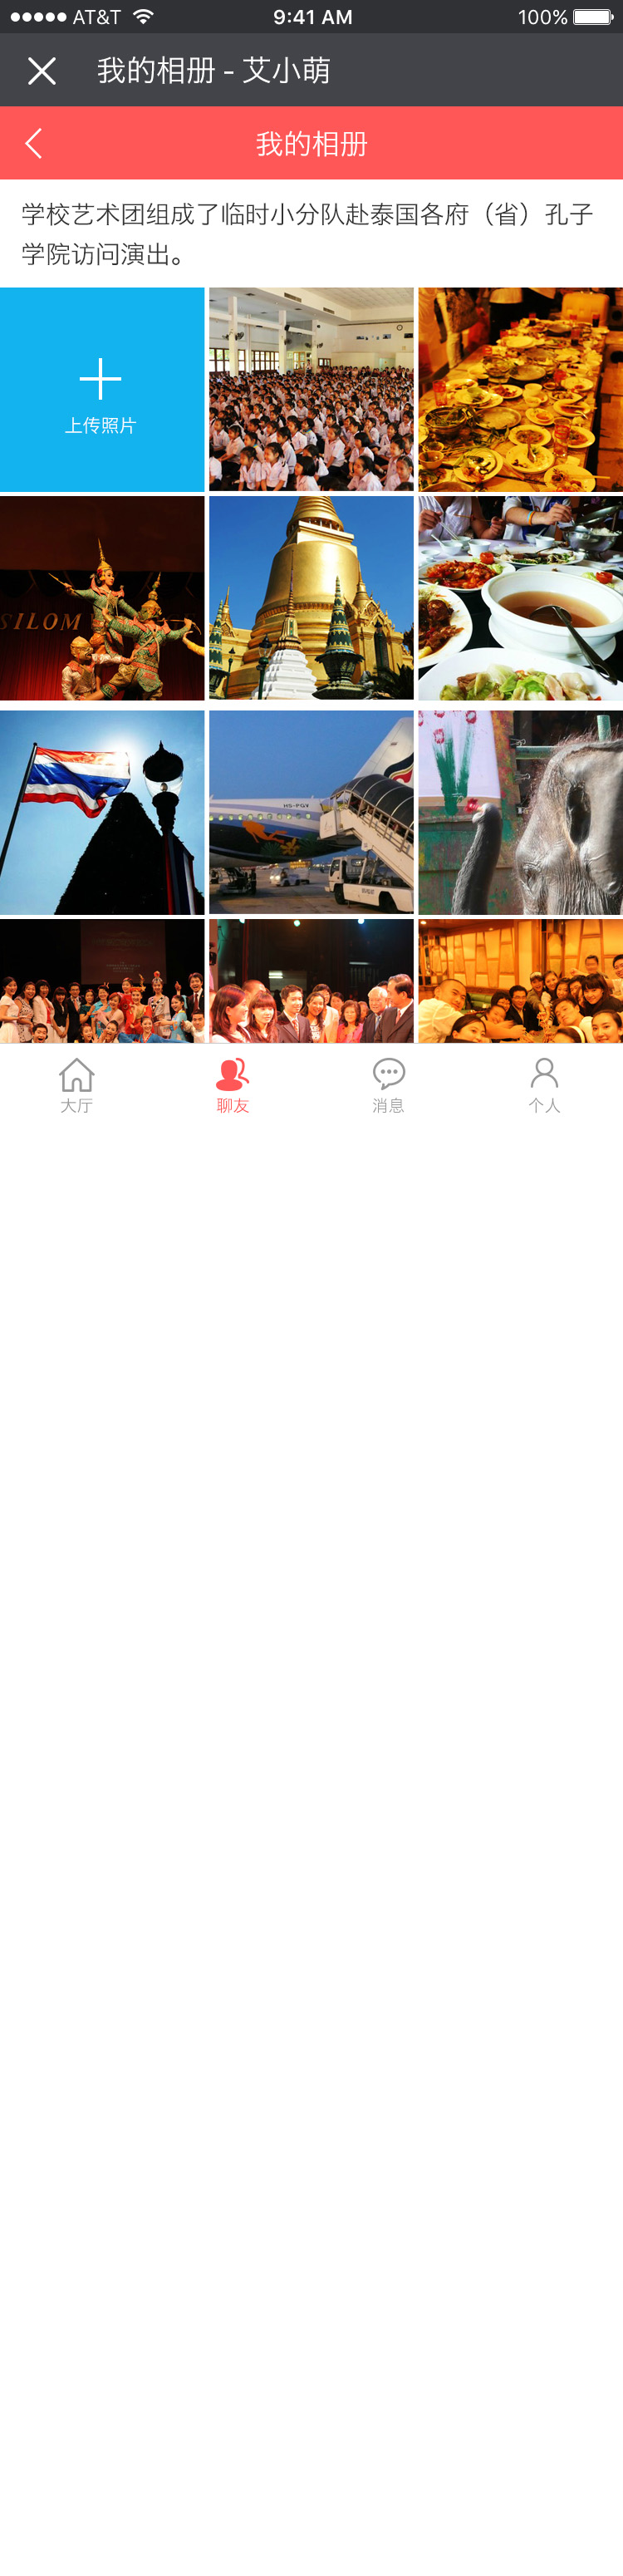 AT&T 9:41 AM 100%
我的相册 - 艾小萌
我的相册
学校艺术团组成了临时小分队赴泰国各府（省）孔子
学院访问演出。
上传照片
SILOM
HS-PGV
大厅 聊友 消息 个人